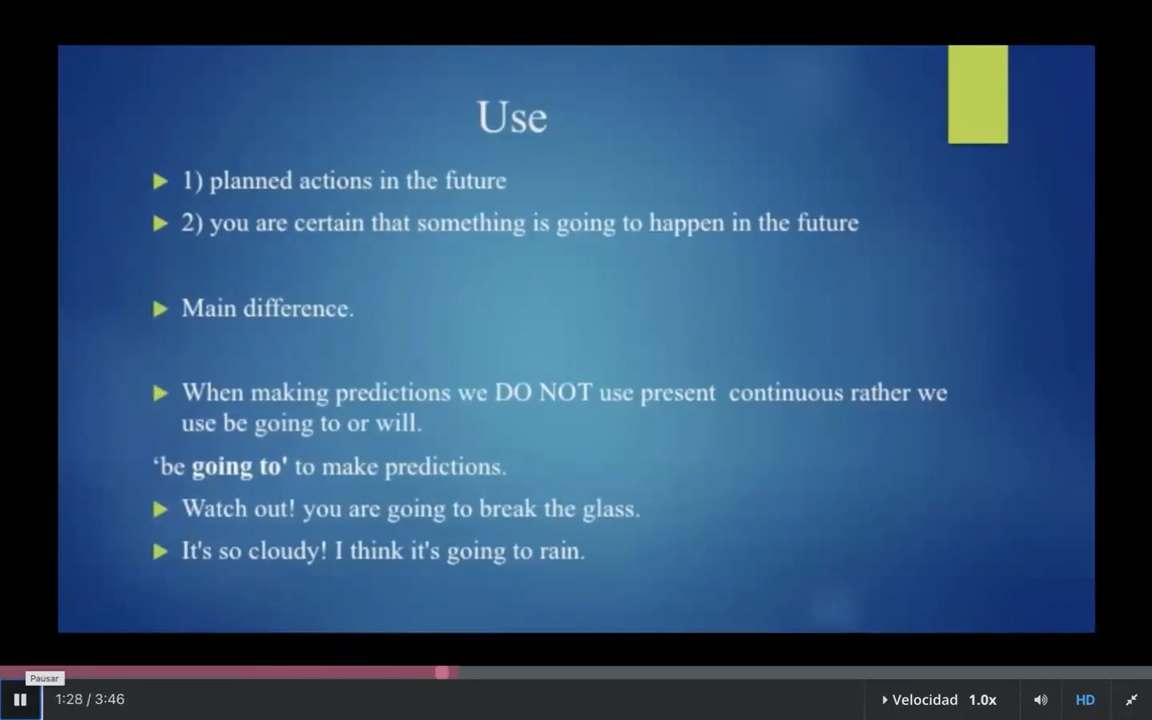 Use
1) planned actions in the future
2) you are certain that something is going to happen in the future
Main difference.
When making predictions we DO NOT use present continuous rather we
use be going to or will.
‘be going to' to make predictions.
Watch out! you are going to break the glass.
It's so cloudy! I think it's going to rain.
Pausar
1:28 / 3:46
Velocidad 1.0x
HD